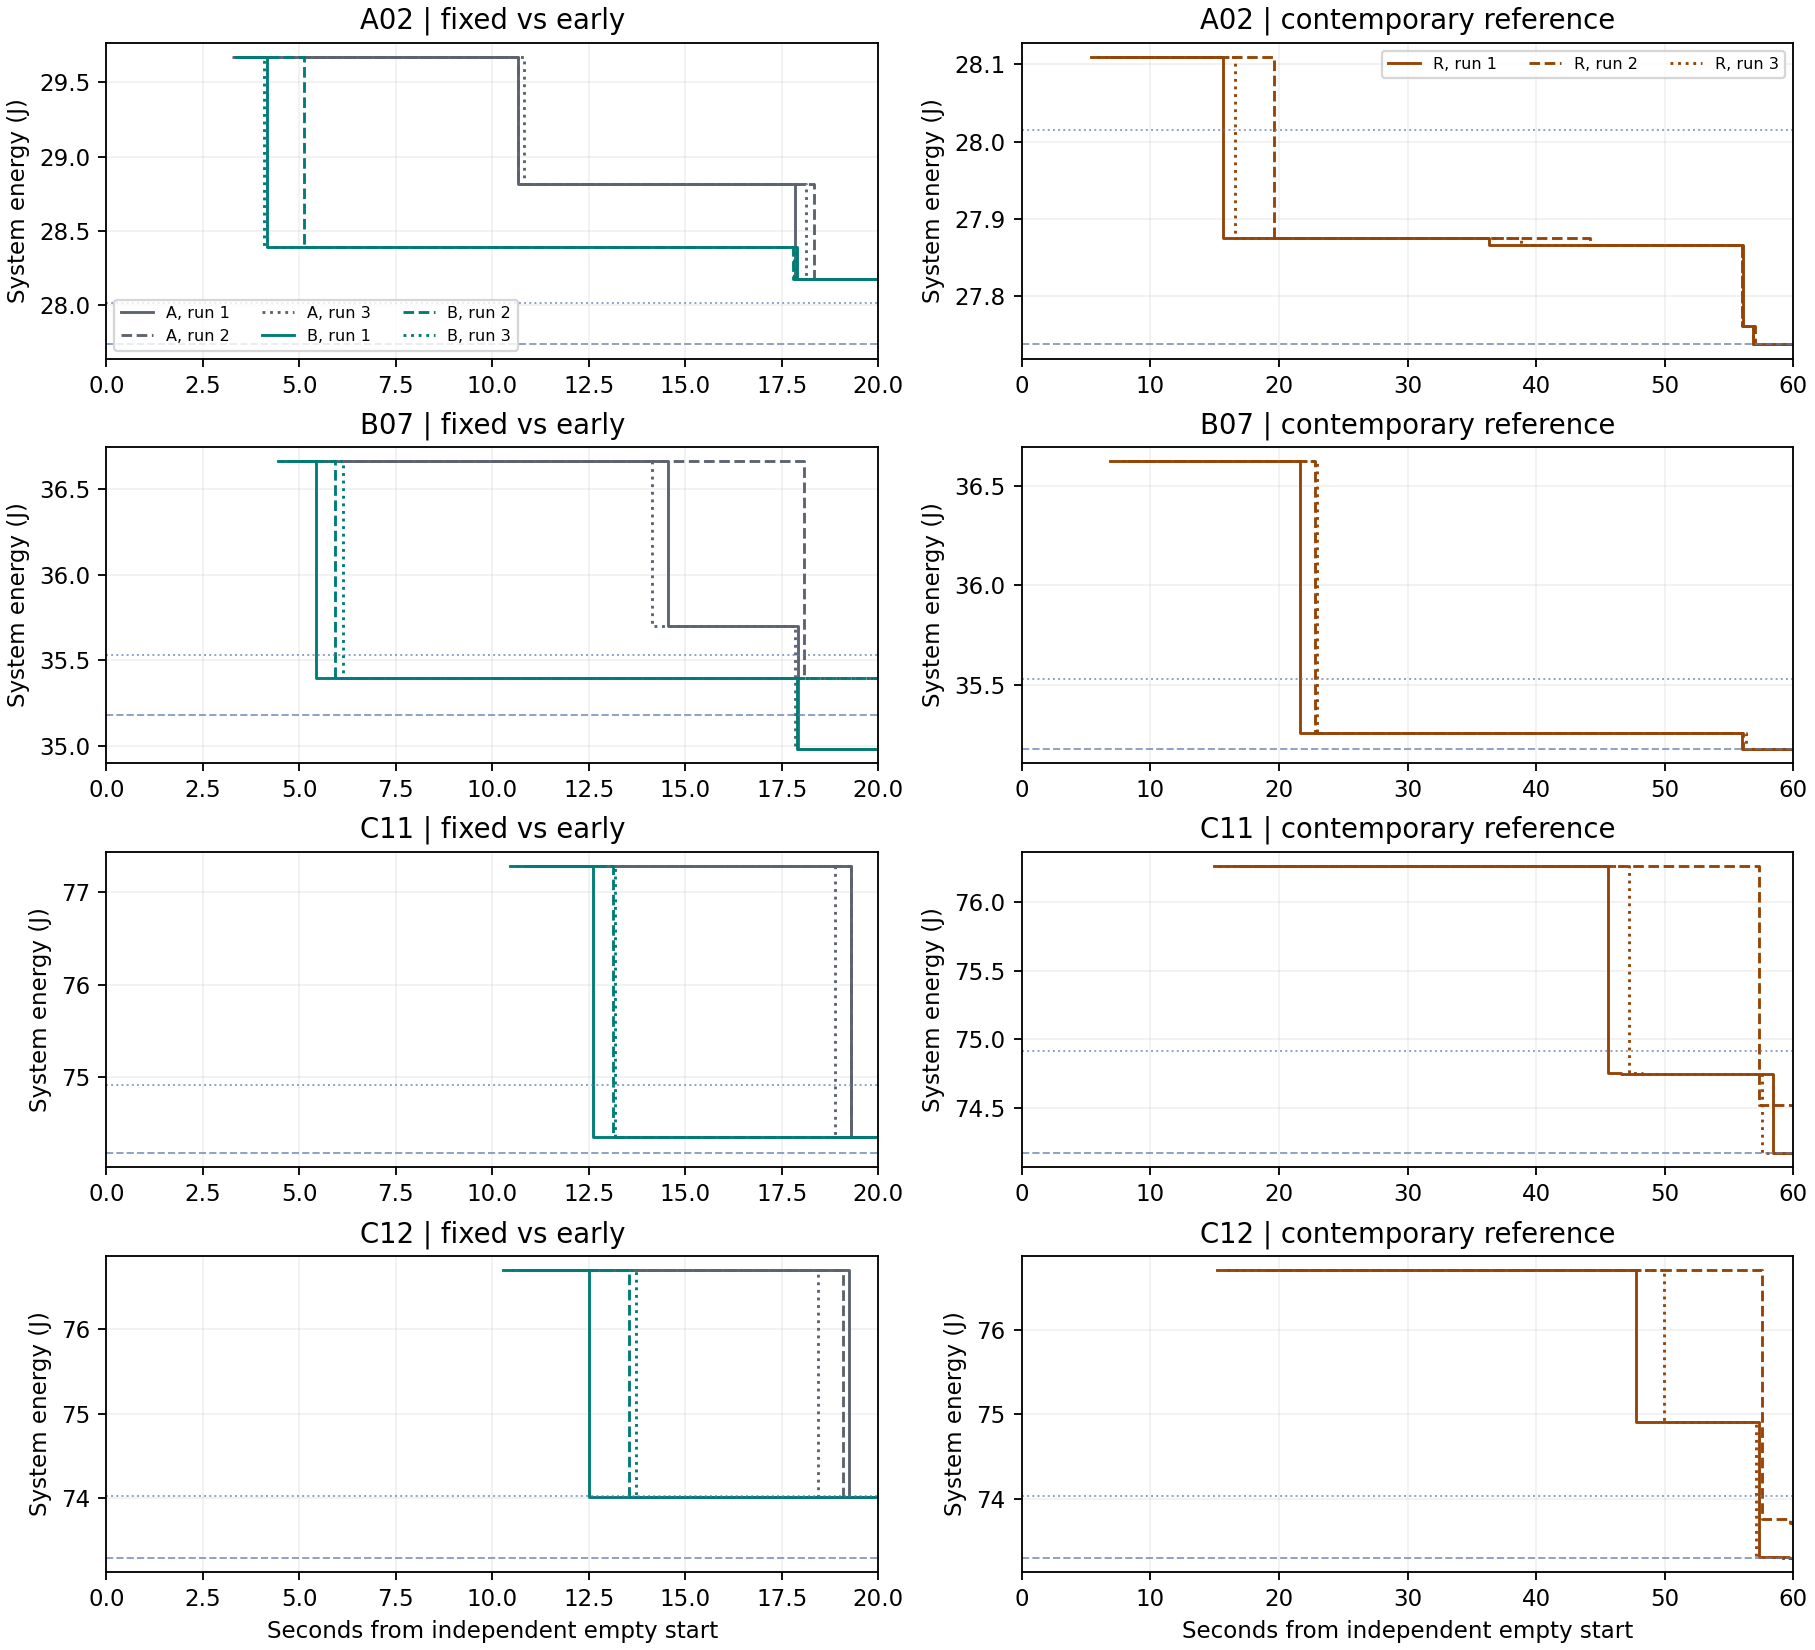 A02 | fixed vs early
System energy (J)
29.5
29.0
28.5
28.0
A, run 1
A, run 2
A, run 3
B, run 1
B, run 2
B, run 3
0.0 2.5 5.0 7.5 10.0 12.5 15.0 17.5 20.0
A02 | contemporary reference
System energy (J)
28.1
28.0
27.9
27.8
R, run 1 R, run 2 R, run 3
0 10 20 30 40 50 60
B07 | fixed vs early
System energy (J)
36.5
36.0
35.5
35.0
0.0 2.5 5.0 7.5 10.0 12.5 15.0 17.5 20.0
B07 | contemporary reference
System energy (J)
36.5
36.0
35.5
0 10 20 30 40 50 60
C11 | fixed vs early
System energy (J)
77
76
75
0.0 2.5 5.0 7.5 10.0 12.5 15.0 17.5 20.0
C11 | contemporary reference
System energy (J)
76.0
75.5
75.0
74.5
0 10 20 30 40 50 60
C12 | fixed vs early
System energy (J)
76
75
74
0.0 2.5 5.0 7.5 10.0 12.5 15.0 17.5 20.0
Seconds from independent empty start
C12 | contemporary reference
System energy (J)
76
75
74
0 10 20 30 40 50 60
Seconds from independent empty start